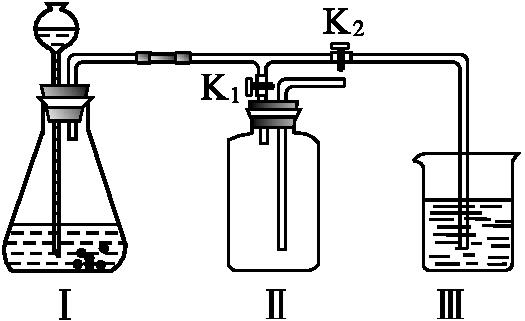 K₂
K₁
Ⅰ Ⅱ Ⅲ